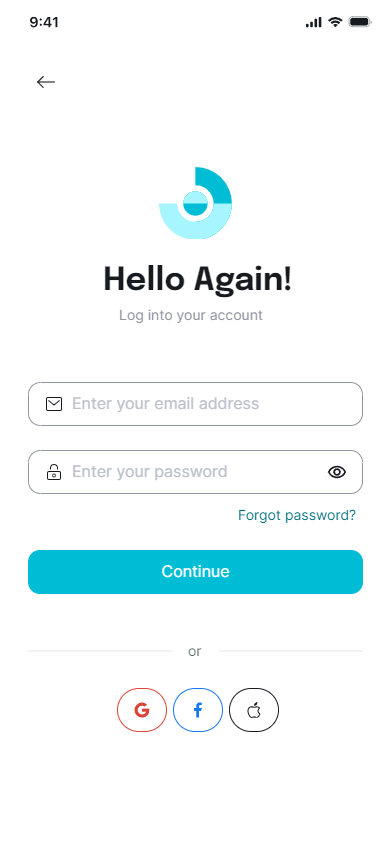 9:41
Hello Again!
Log into your account
Enter your email address
Enter your password
Forgot password?
Continue
or